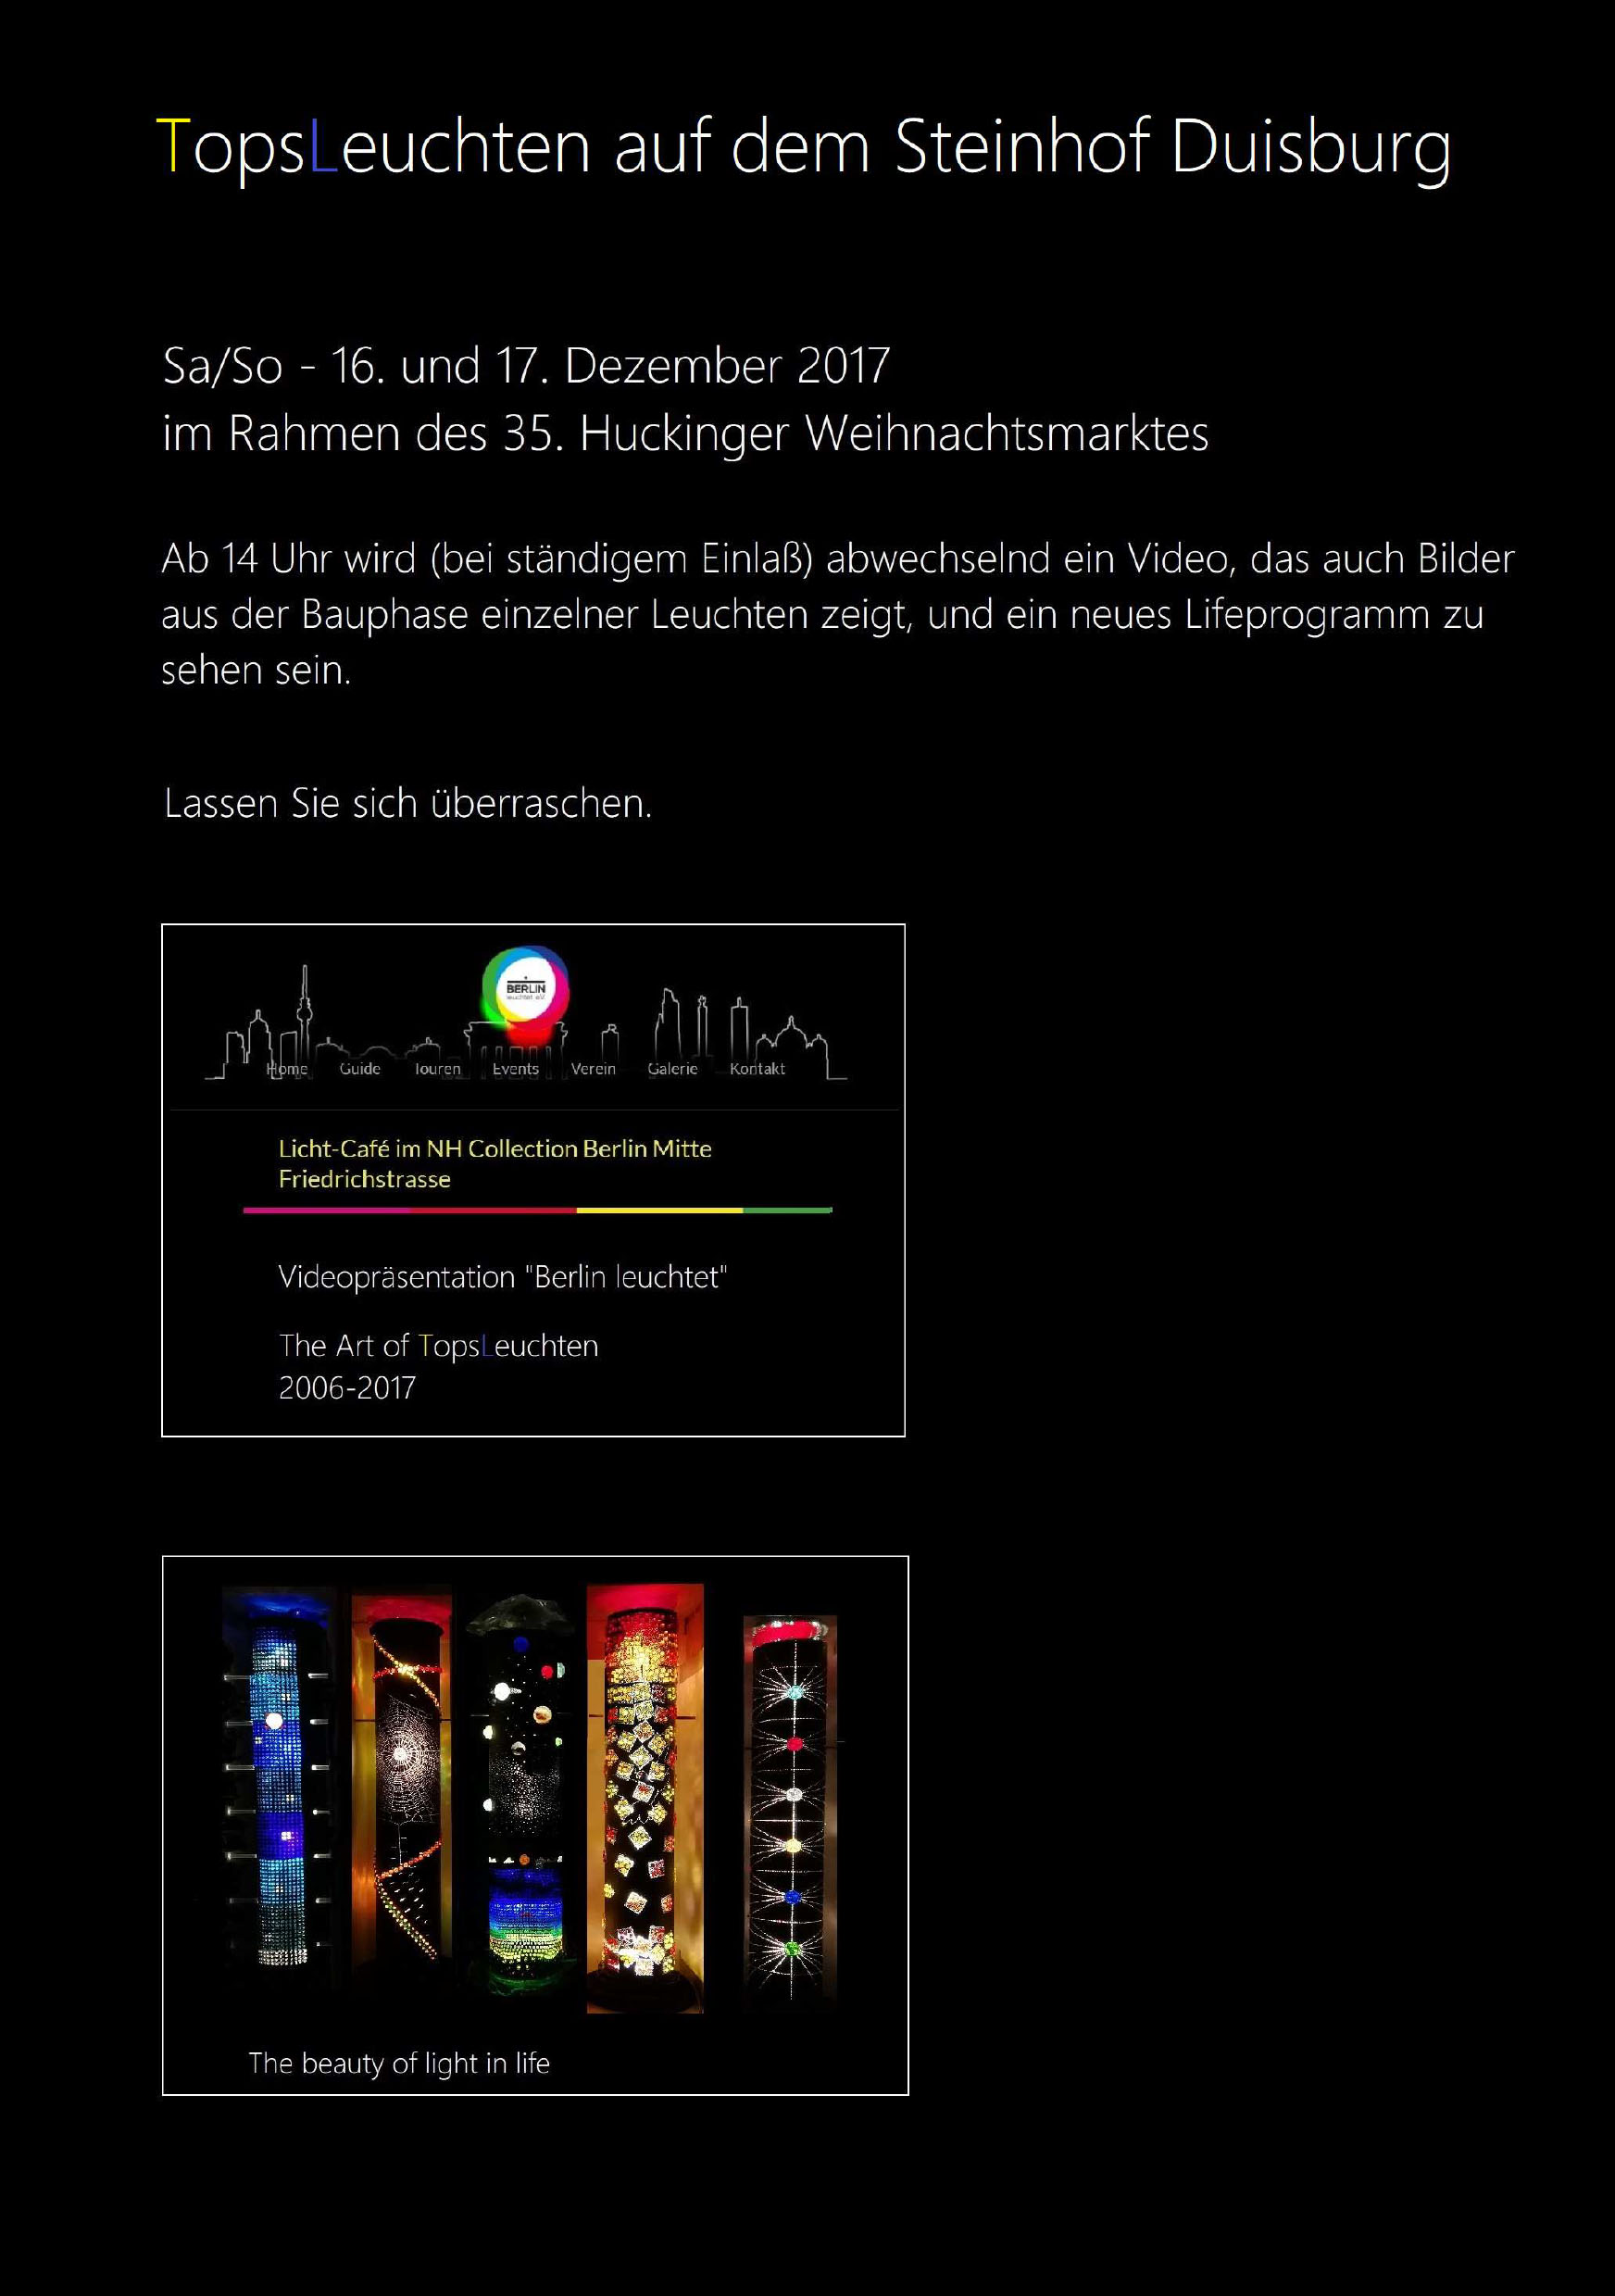 TopsLeuchten auf dem Steinhof Duisburg
Sa/So - 16. und 17. Dezember 2017
im Rahmen des 35. Huckinger Weihnachtsmarktes
Ab 14 Uhr wird (bei ständigem Einlaß) abwechselnd ein Video, das auch Bilder
aus der Bauphase einzelner Leuchten zeigt, und ein neues Lifeprogramm zu
sehen sein.
Lassen Sie sich überraschen.
BERLIN
leuchtet e.V.
Home Guide Touren Events Verein Galerie Kontakt
Licht-Café im NH Collection Berlin Mitte
Friedrichstrasse
Videopräsentation "Berlin leuchtet"
The Art of TopsLeuchten
2006-2017
The beauty of light in life